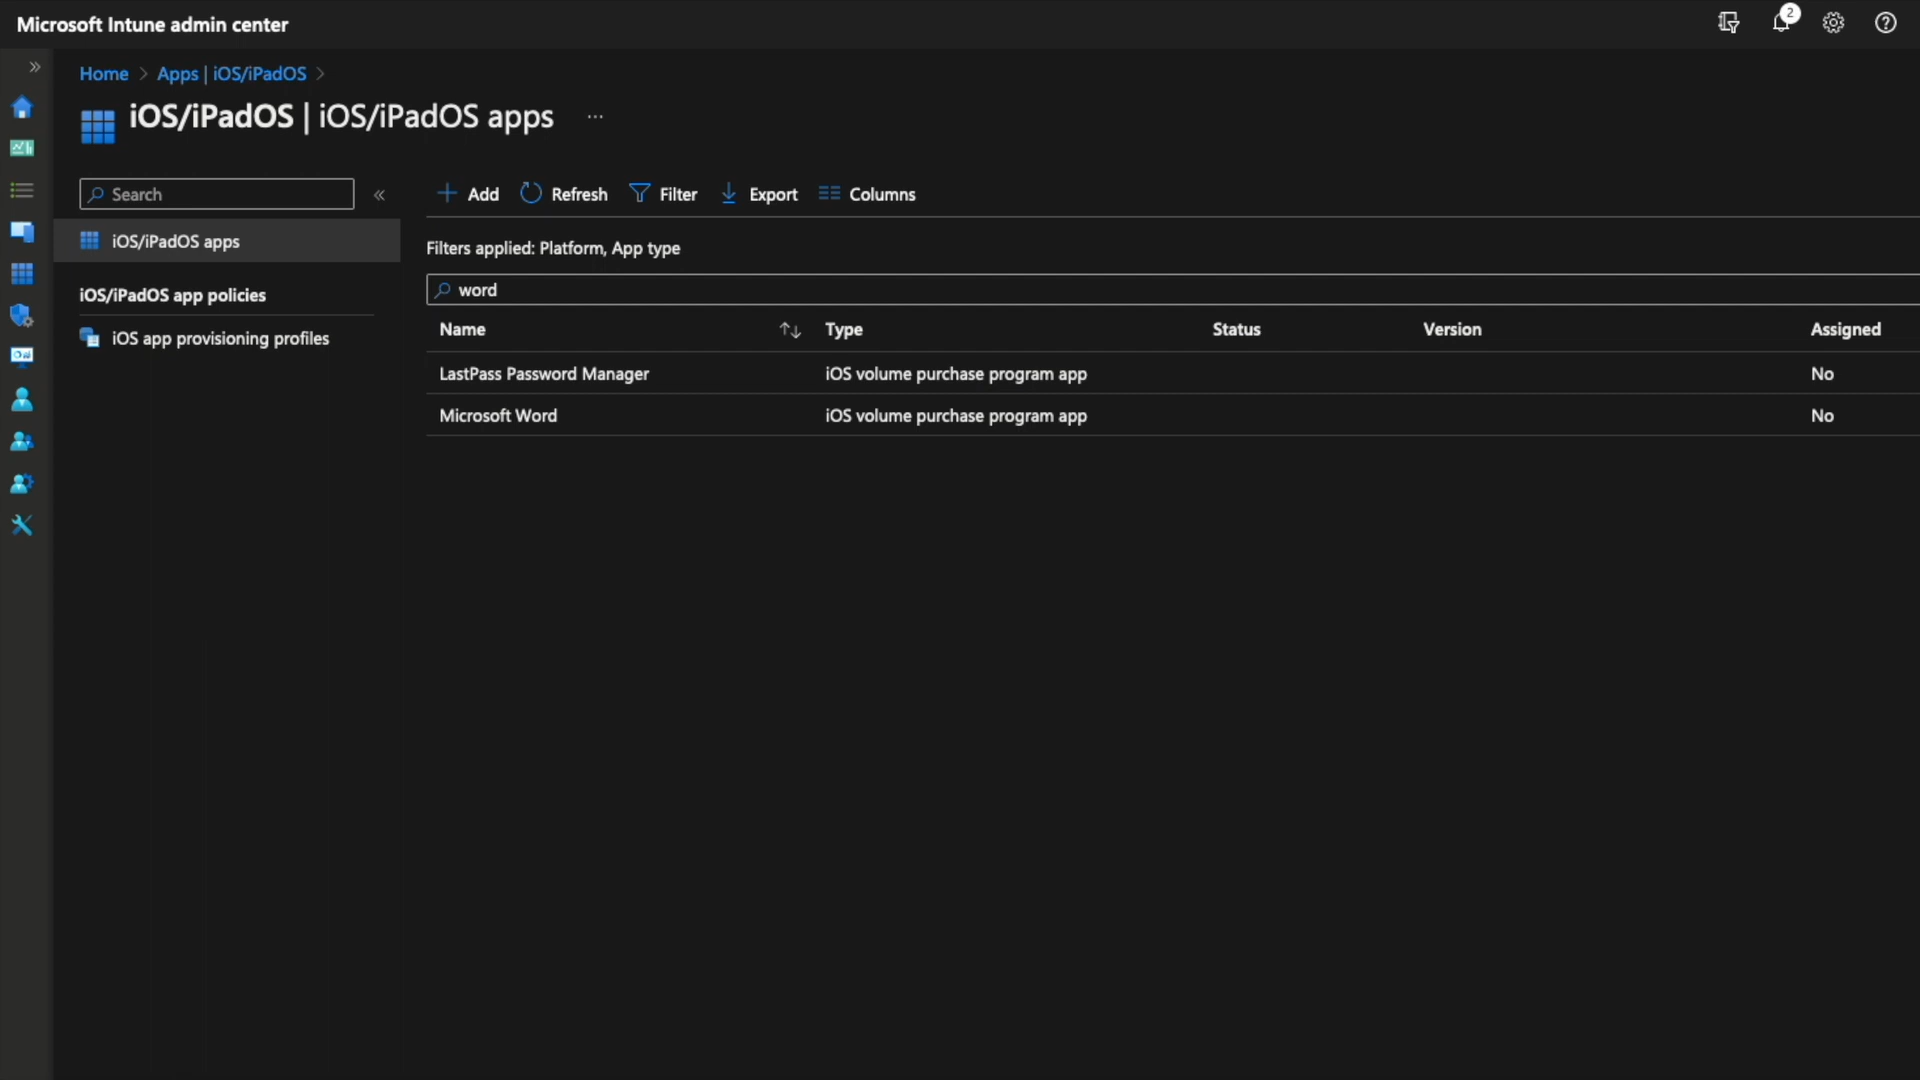 Microsoft Intune admin center
2
Home > Apps | iOS/iPadOS >
iOS/iPadOS | iOS/iPadOS apps ...
Search
iOS/iPadOS apps
iOS/iPadOS app policies
iOS app provisioning profiles
Add Refresh Filter Export Columns
Filters applied: Platform, App type
word
Name Type Status Version Assigned
LastPass Password Manager iOS volume purchase program app No
Microsoft Word iOS volume purchase program app No